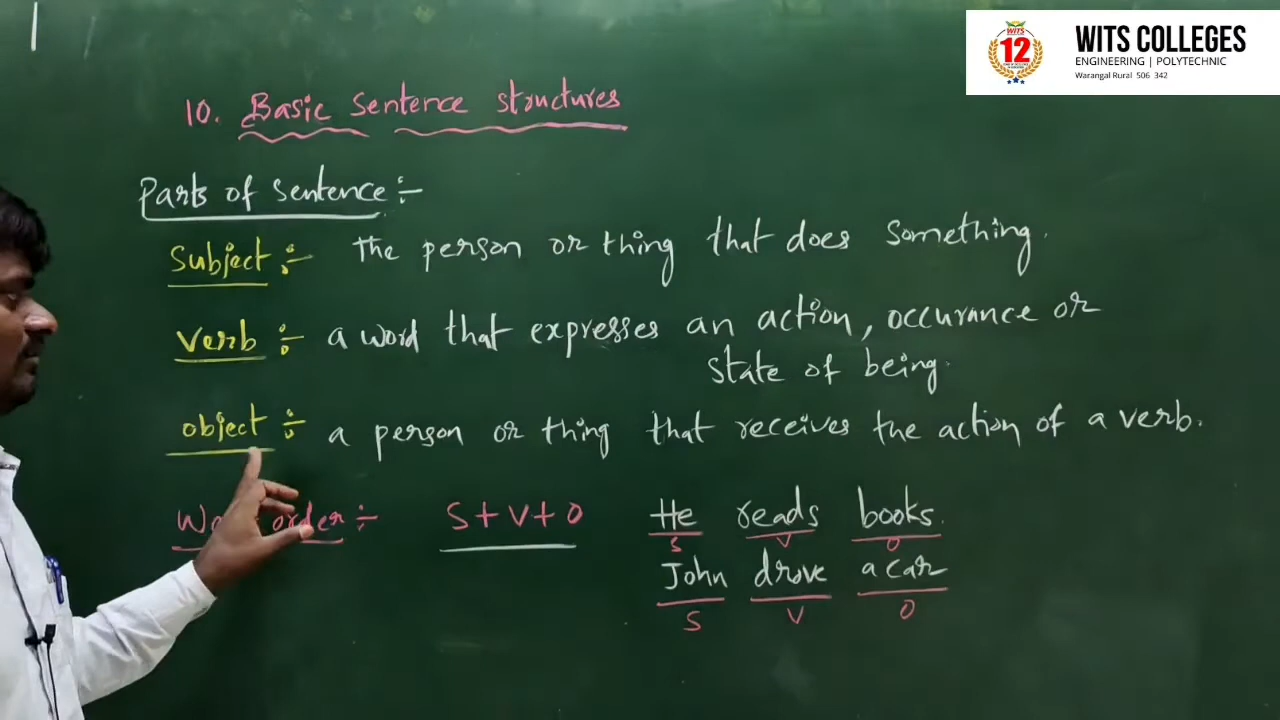 WITS
12
WITS COLLEGES
ENGINEERING | POLYTECHNIC
Warangal Rural 506 342
10. Basic Sentence structures
Parts of Sentence :-
Subject :- The person or thing that does something.
Verb :- a word that expresses an action, occurance or
state of being.
object :- a person or thing that receives the action of a verb.
order :- S+V+O He reads books.
S V O
John drove a car
S V O